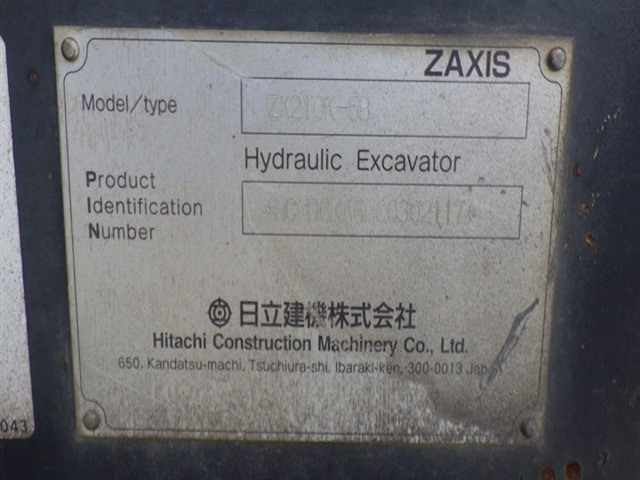 ZAXIS
Model/type
ZX210K-5B
Hydraulic Excavator
Product
Identification
Number
日立建機株式会社
Hitachi Construction Machinery Co., Ltd.
650, Kandatsu-machi, Tsuchiura-shi, Ibaraki-ken, 300-0013 Japan
043